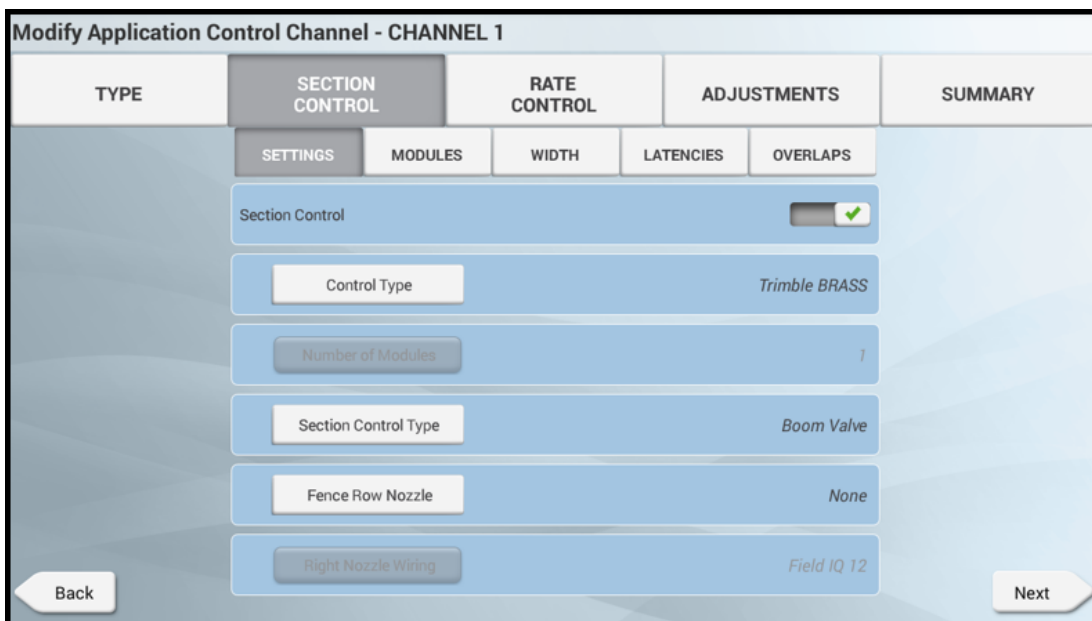 Modify Application Control Channel - CHANNEL 1
TYPE
SECTION
CONTROL
RATE
CONTROL
ADJUSTMENTS
SUMMARY
SETTINGS
MODULES
WIDTH
LATENCIES
OVERLAPS
Section Control
Control Type
Trimble BRASS
Number of Modules
1
Section Control Type
Boom Valve
Fence Row Nozzle
None
Right Nozzle Wiring
Field IQ 12
Back
Next